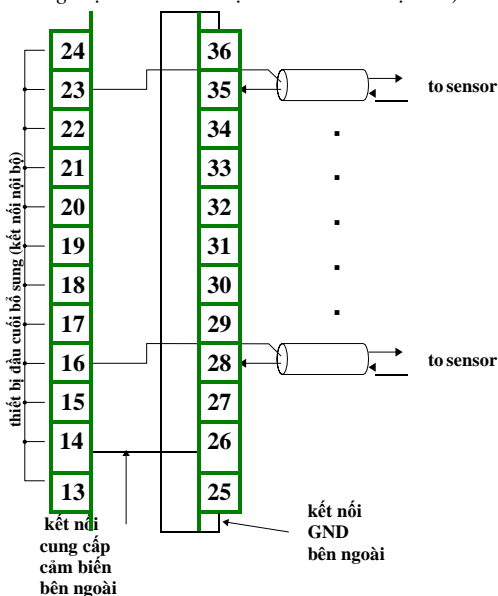 24 36
23 35 to sensor
22 34
21 33
20 32
19 31
18 30
17 29
16 28 to sensor
15 27
14 26
13 25
thiết bị đầu cuối bổ sung (kết nối nội bộ)
kết nối
cung cấp
cảm biến
bên ngoài
kết nối
GND
bên ngoài